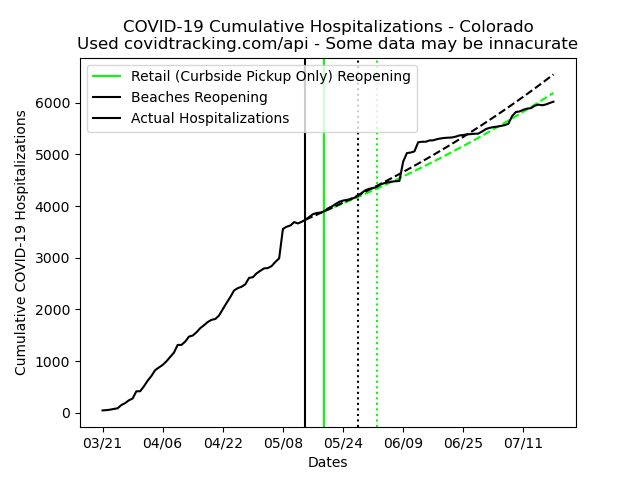 COVID-19 Cumulative Hospitalizations - Colorado
Used covidtracking.com/api - Some data may be innacurate
Retail (Curbside Pickup Only) Reopening
Beaches Reopening
Actual Hospitalizations
Cumulative COVID-19 Hospitalizations
6000
5000
4000
3000
2000
1000
0
03/21 04/06 04/22 05/08 05/24 06/09 06/25 07/11
Dates